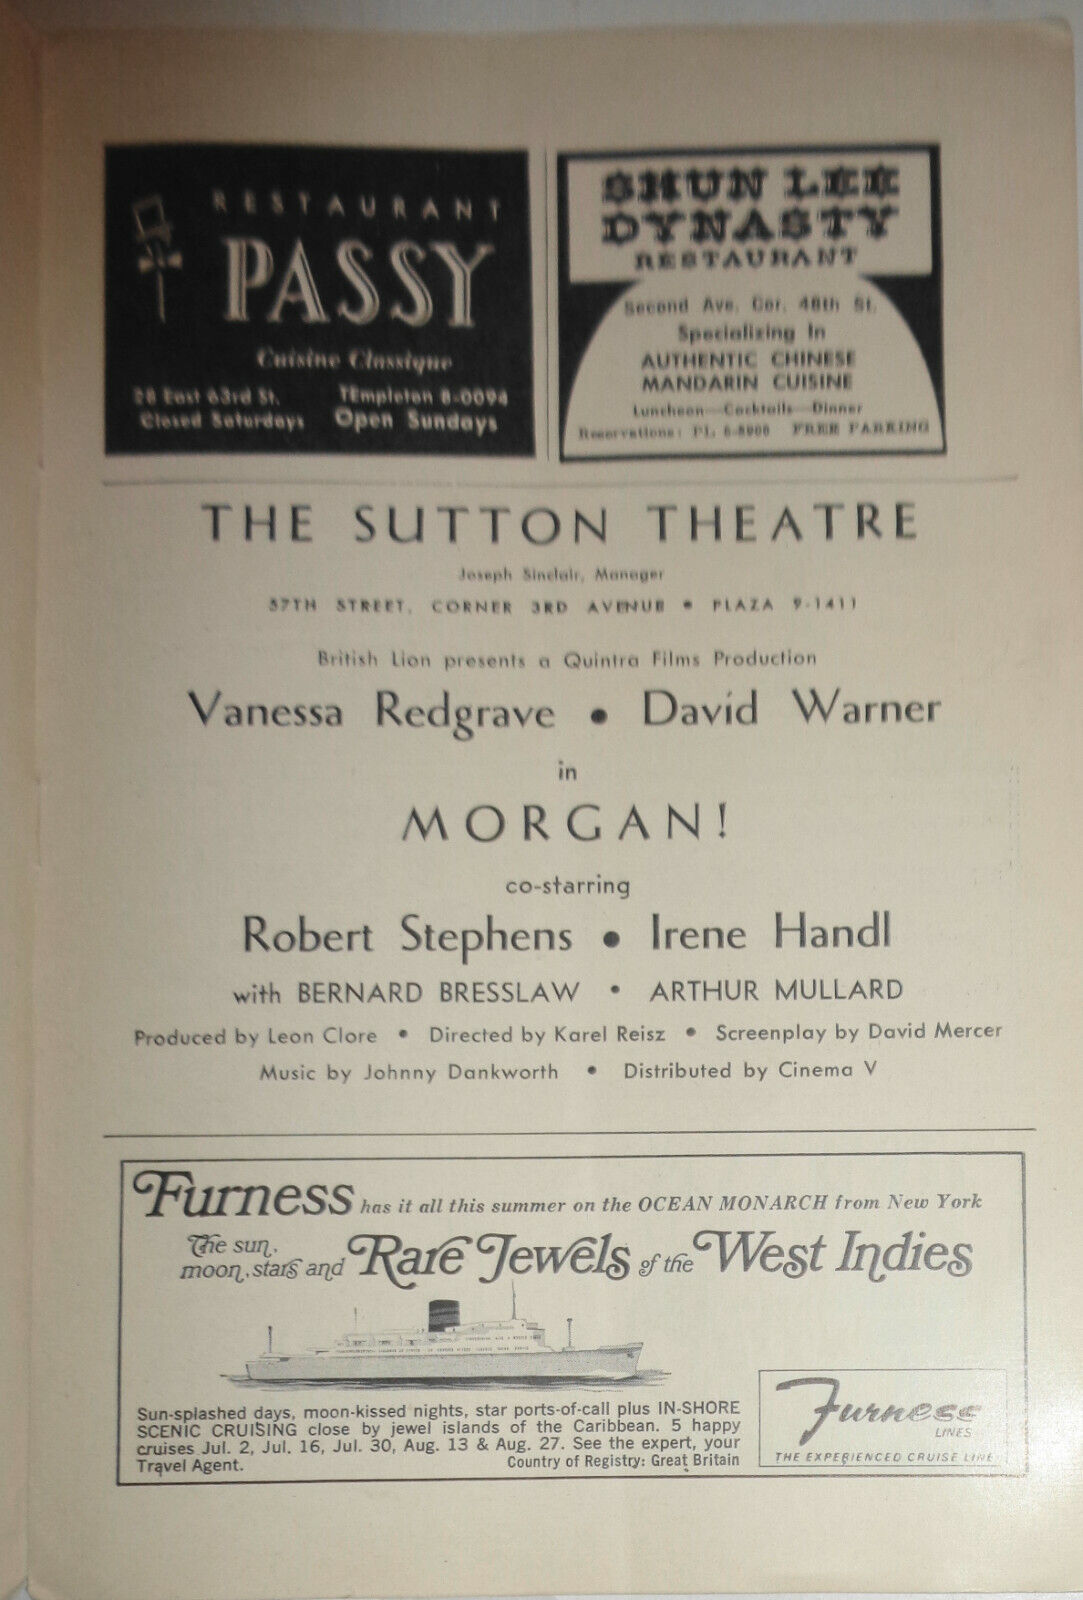 RESTAURANT
PASSY
Cuisine Classique
28 East 63rd St. TEmpleton 8-0094
Closed Saturdays Open Sundays
SHUN LEE
DYNASTY
RESTAURANT
Second Ave. Cor. 48th St.
Specializing In
AUTHENTIC CHINESE
MANDARIN CUISINE
Luncheon—Cocktails—Dinner
Reservations: PL 5-8900 FREE PARKING
THE SUTTON THEATRE
Joseph Sinclair, Manager
57TH STREET, CORNER 3RD AVENUE • PLAZA 9-1411
British Lion presents a Quintra Films Production
Vanessa Redgrave • David Warner
in
MORGAN!
co-starring
Robert Stephens • Irene Handl
with BERNARD BRESSLAW • ARTHUR MULLARD
Produced by Leon Clore • Directed by Karel Reisz • Screenplay by David Mercer
Music by Johnny Dankworth • Distributed by Cinema V
Furness has it all this summer on the OCEAN MONARCH from New York
The sun, moon, stars and Rare Jewels of the West Indies
Sun-splashed days, moon-kissed nights, star ports-of-call plus IN-SHORE
SCENIC CRUISING close by jewel islands of the Caribbean. 5 happy
cruises Jul. 2, Jul. 16, Jul. 30, Aug. 13 & Aug. 27. See the expert, your
Travel Agent. Country of Registry: Great Britain
Furness
LINES
THE EXPERIENCED CRUISE LINE